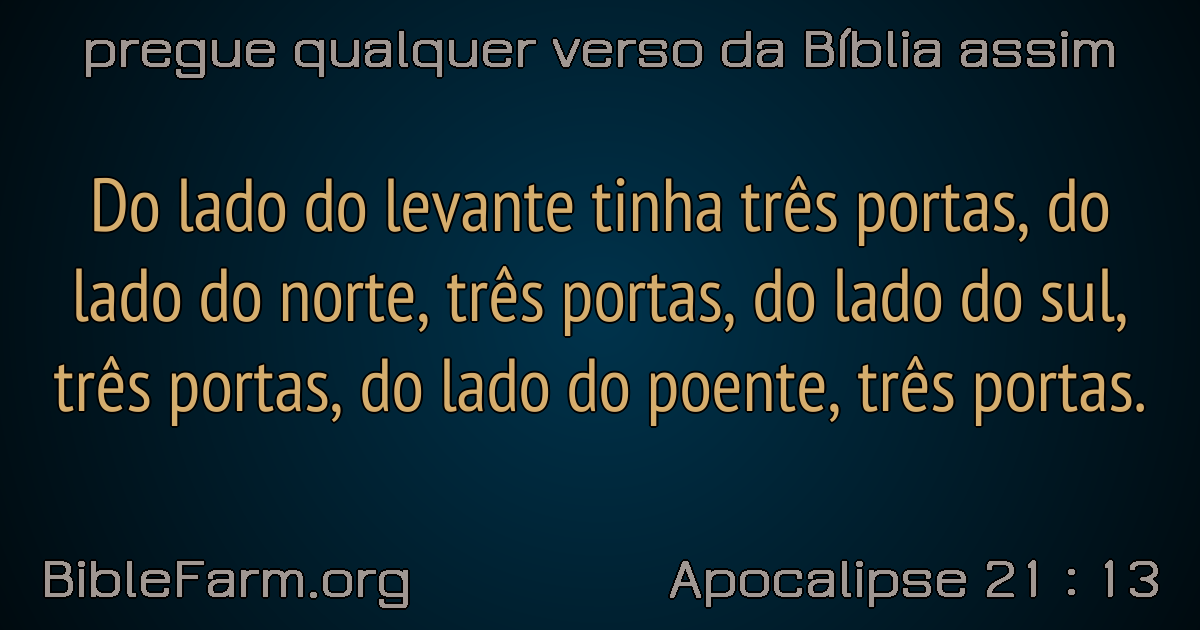 pregue qualquer verso da Bíblia assim
Do lado do levante tinha três portas, do
lado do norte, três portas, do lado do sul,
três portas, do lado do poente, três portas.
BibleFarm.org
Apocalipse 21 : 13